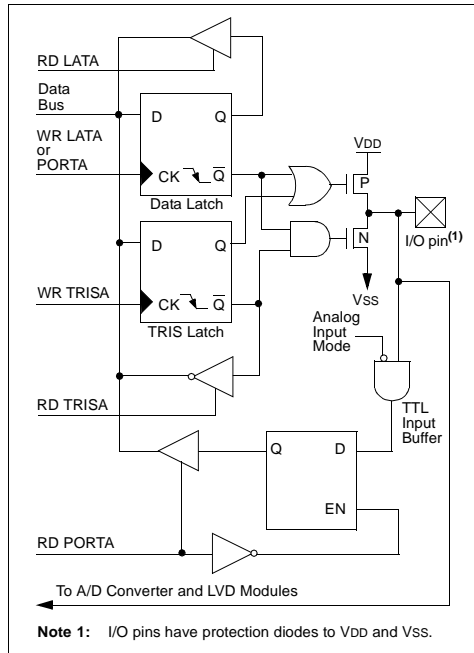 RD LATA
Data
Bus
D Q
WR LATA
or
PORTA
CK Q
Data Latch
VDD
P
I/O pin(1)
D Q
N
WR TRISA
CK Q
TRIS Latch
VSS
Analog
Input
Mode
TTL
Input
Buffer
RD TRISA
Q D
EN
RD PORTA
To A/D Converter and LVD Modules
Note 1: I/O pins have protection diodes to VDD and VSS.